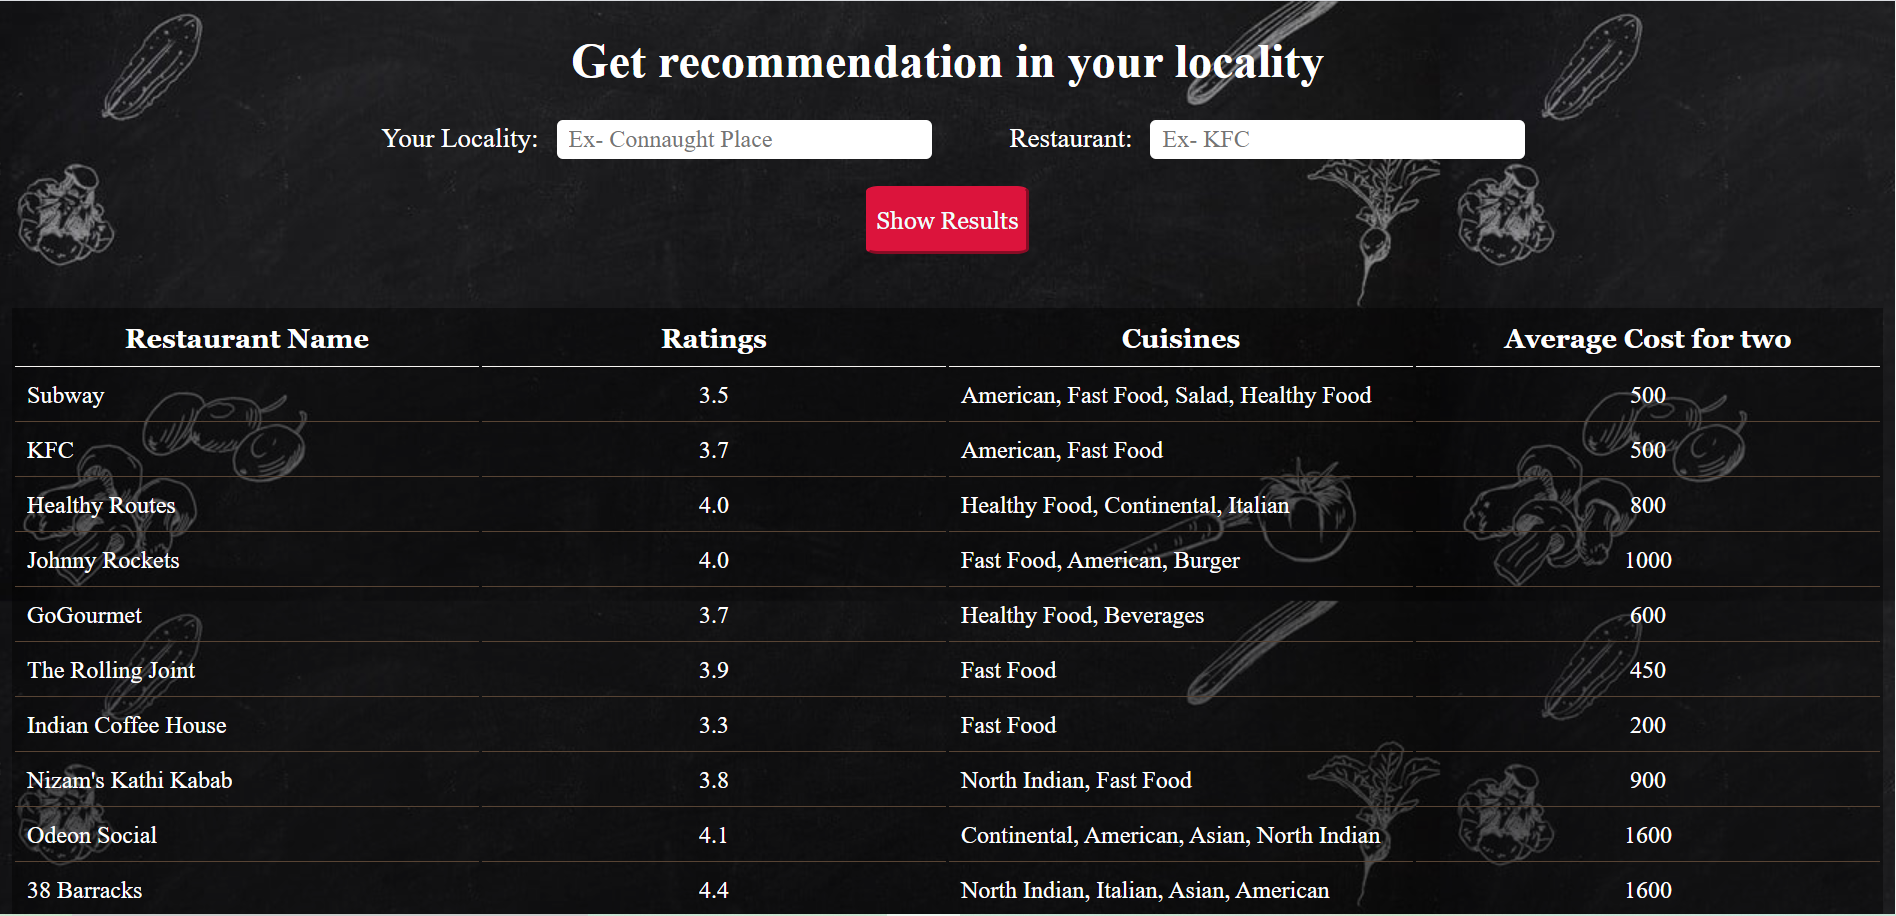 Get recommendation in your locality
Your Locality: Ex- Connaught Place Restaurant: Ex- KFC
Show Results
Restaurant Name Ratings Cuisines Average Cost for two
Subway 3.5 American, Fast Food, Salad, Healthy Food 500
KFC 3.7 American, Fast Food 500
Healthy Routes 4.0 Healthy Food, Continental, Italian 800
Johnny Rockets 4.0 Fast Food, American, Burger 1000
GoGourmet 3.7 Healthy Food, Beverages 600
The Rolling Joint 3.9 Fast Food 450
Indian Coffee House 3.3 Fast Food 200
Nizam's Kathi Kabab 3.8 North Indian, Fast Food 900
Odeon Social 4.1 Continental, American, Asian, North Indian 1600
38 Barracks 4.4 North Indian, Italian, Asian, American 1600